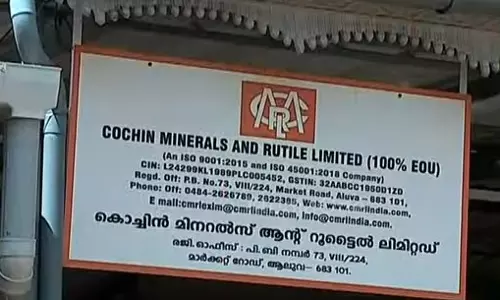 CMRL
COCHIN MINERALS AND RUTILE LIMITED (100% EOU)
(An ISO 9001:2015 and ISO 45001:2018 Company)
CIN: L24299KL1989PLC005452, GSTIN: 32AABCC1950D1ZD
Regd. Off: P.B. No.73, VIII/224, Market Road, Aluva – 683 101,
Phone: Off: 0484-2626789, 2622395, Web: www.cmrlindia.com,
E mail:cmrlexim@cmrlindia.com, info@cmrlindia.com.
കൊച്ചിൻ മിനറൽസ് ആന്റ് റൂട്ടൈൽ ലിമിറ്റഡ്
രജി.ഓഫീസ് : പി.ബി നമ്പർ 73, VIII/224,
മാർക്കറ്റ് റോഡ്, ആലുവ– 683 101.